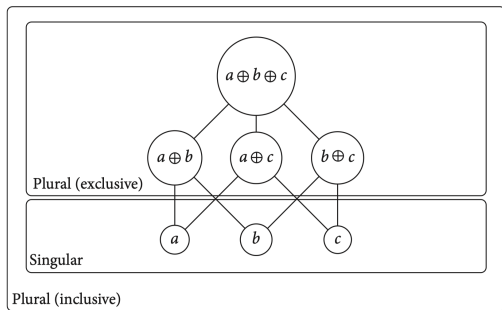 a ⊕ b ⊕ c
a ⊕ b a ⊕ c b ⊕ c
Plural (exclusive)
a b c
Singular
Plural (inclusive)